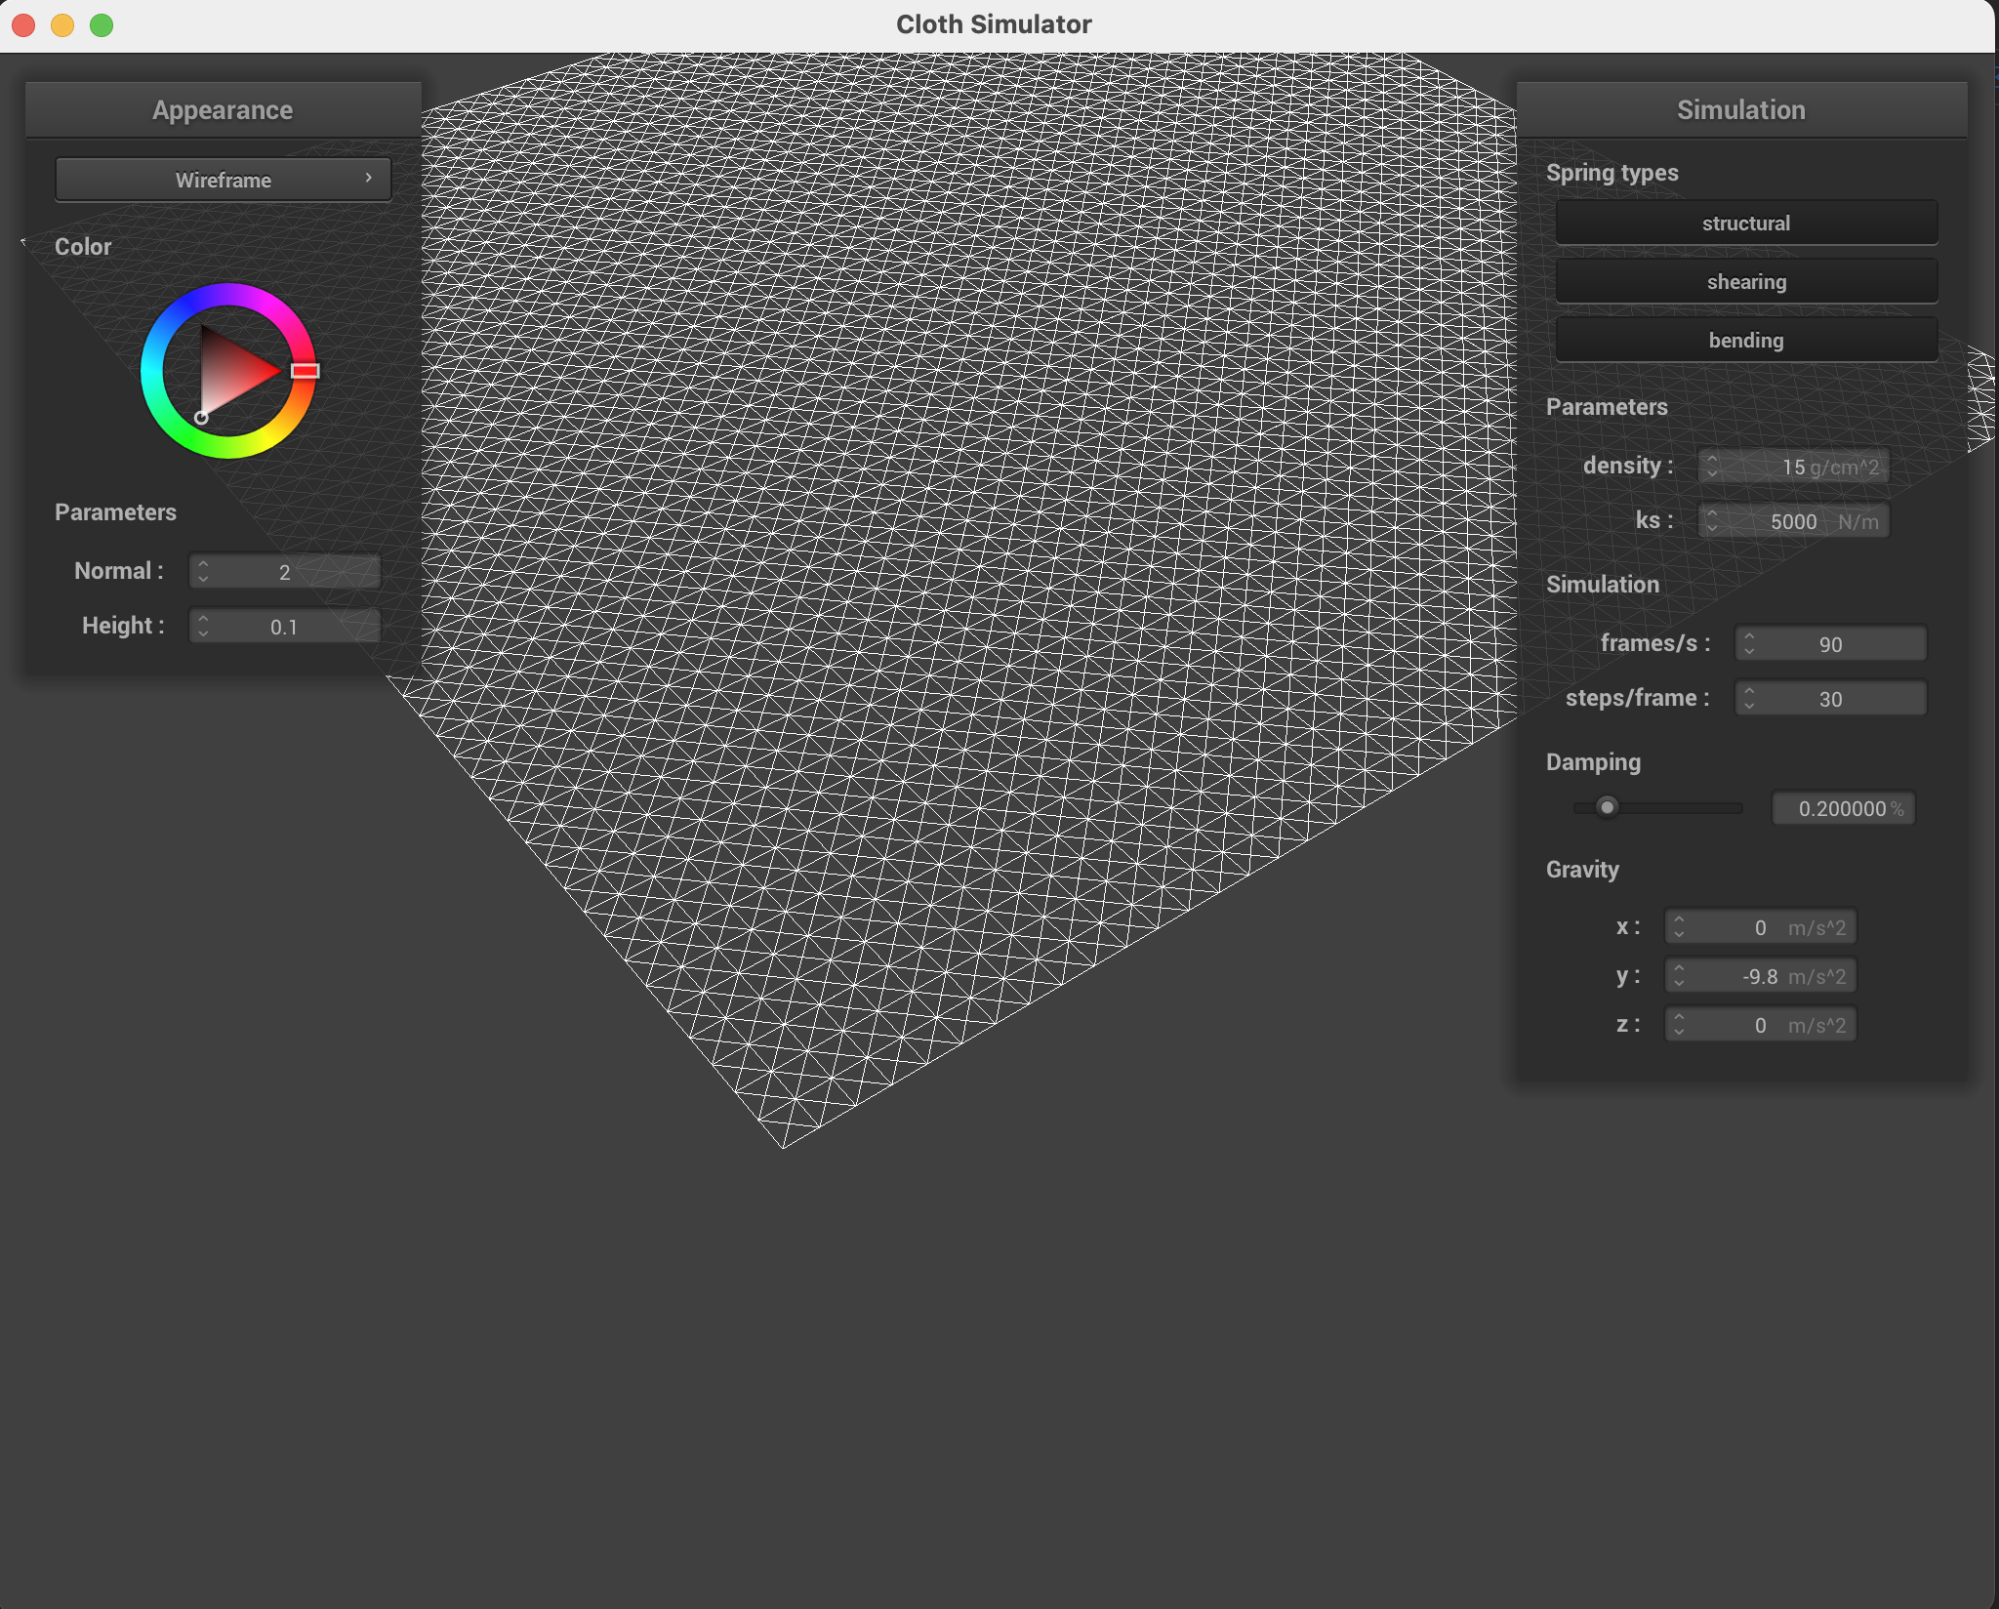 Cloth Simulator
Appearance
Wireframe
Color
Parameters
Normal : 2
Height : 0.1
Simulation
Spring types
structural
shearing
bending
Parameters
density : 15 g/cm^2
ks : 5000 N/m
Simulation
frames/s : 90
steps/frame : 30
Damping
0.200000 %
Gravity
x : 0 m/s^2
y : -9.8 m/s^2
z : 0 m/s^2